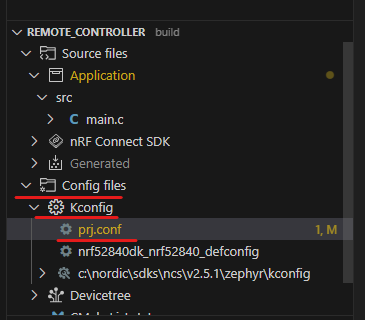 REMOTE_CONTROLLER build
Source files
Application
src
main.c
nRF Connect SDK
Generated
Config files
Kconfig
prj.conf 1, M
nrf52840dk_nrf52840_defconfig
c:\nordic\sdks\ncs\v2.5.1\zephyr\kconfig
Devicetree